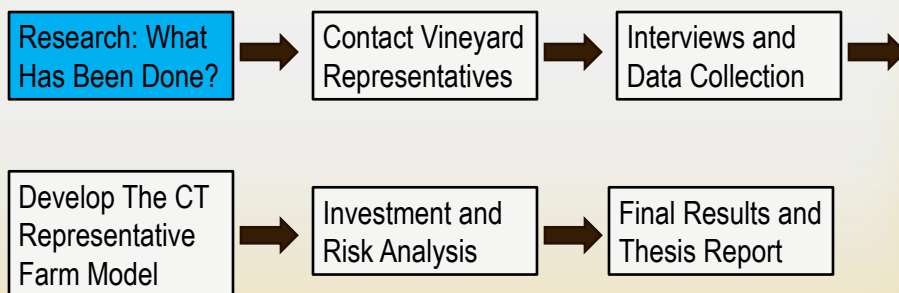 Research: What
Has Been Done?
Contact Vineyard
Representatives
Interviews and
Data Collection
Develop The CT
Representative
Farm Model
Investment and
Risk Analysis
Final Results and
Thesis Report